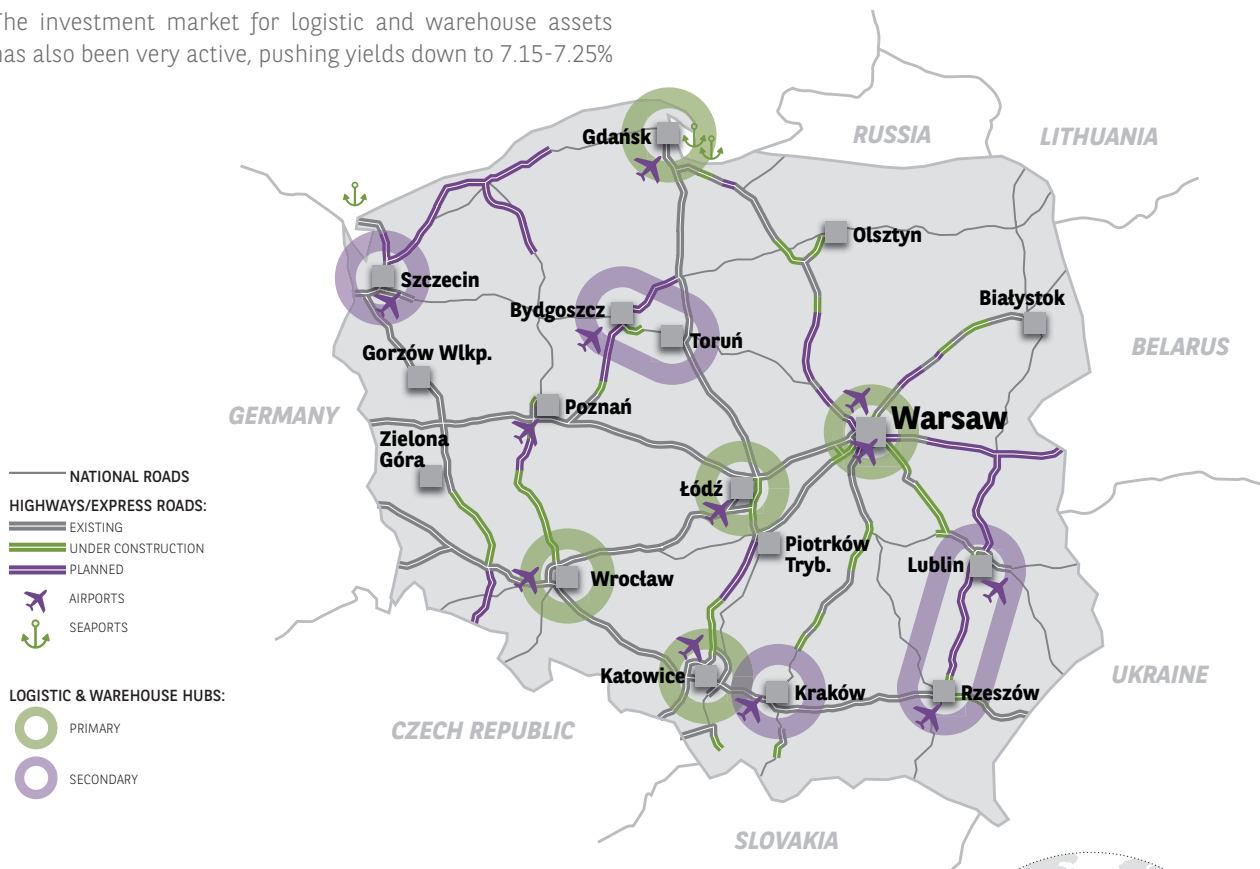 The investment market for logistic and warehouse assets
has also been very active, pushing yields down to 7.15-7.25%
RUSSIA
LITHUANIA
Gdańsk
Olsztyn
Szczecin
Białystok
Bydgoszcz
Toruń
BELARUS
Gorzów Wlkp.
GERMANY
Poznań
Warsaw
Zielona
Góra
Łódź
NATIONAL ROADS
HIGHWAYS/EXPRESS ROADS:
EXISTING
UNDER CONSTRUCTION
PLANNED
AIRPORTS
SEAPORTS
Piotrków
Tryb.
Lublin
Wrocław
Katowice
Kraków
Rzeszów
UKRAINE
CZECH REPUBLIC
SLOVAKIA
LOGISTIC & WAREHOUSE HUBS:
PRIMARY
SECONDARY